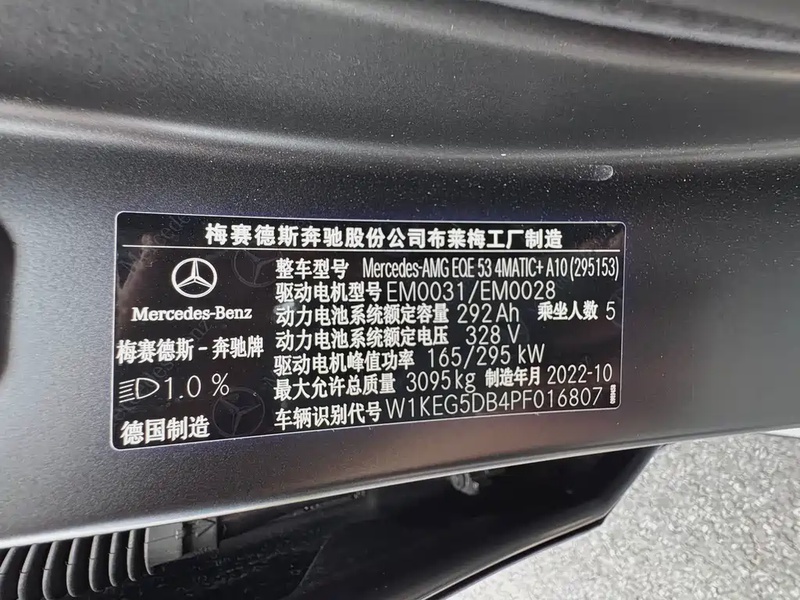 梅赛德斯奔驰股份公司布莱梅工厂制造
整车型号 Mercedes-AMG EQE 53 4MATIC+ A10 (295153)
驱动电机型号 EM0031/EM0028
动力电池系统额定容量 292 Ah 乘坐人数 5
动力电池系统额定电压 328 V
驱动电机峰值功率 165/295 kW
最大允许总质量 3095 kg 制造年月 2022-10
车辆识别代号 W1KEG5DB4PF016807
Mercedes-Benz
梅赛德斯-奔驰牌
1.0 %
德国制造